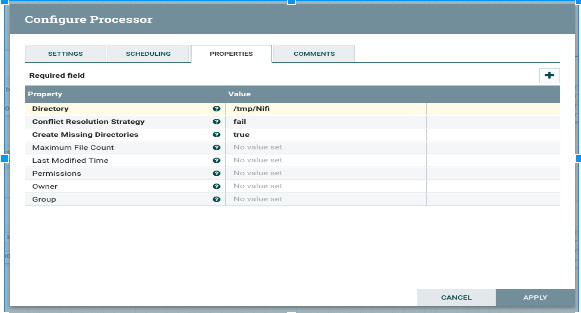 Configure Processor
SETTINGS SCHEDULING PROPERTIES COMMENTS
Required field
Property Value
Directory /tmp/Nifi
Conflict Resolution Strategy fail
Create Missing Directories true
Maximum File Count No value set
Last Modified Time No value set
Permissions No value set
Owner No value set
Group No value set
CANCEL APPLY